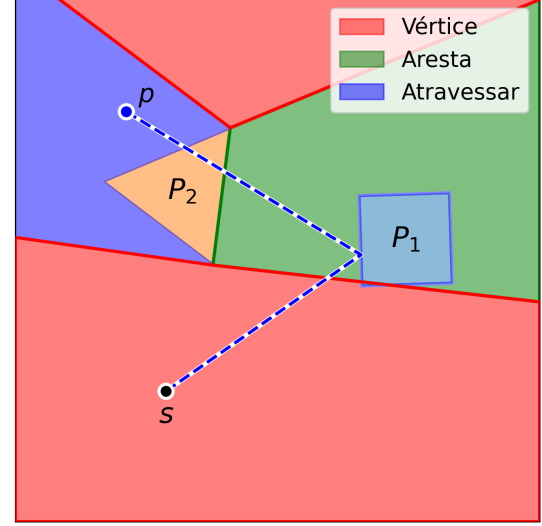 Vértice
Aresta
Atravessar
p
P₂
P₁
s